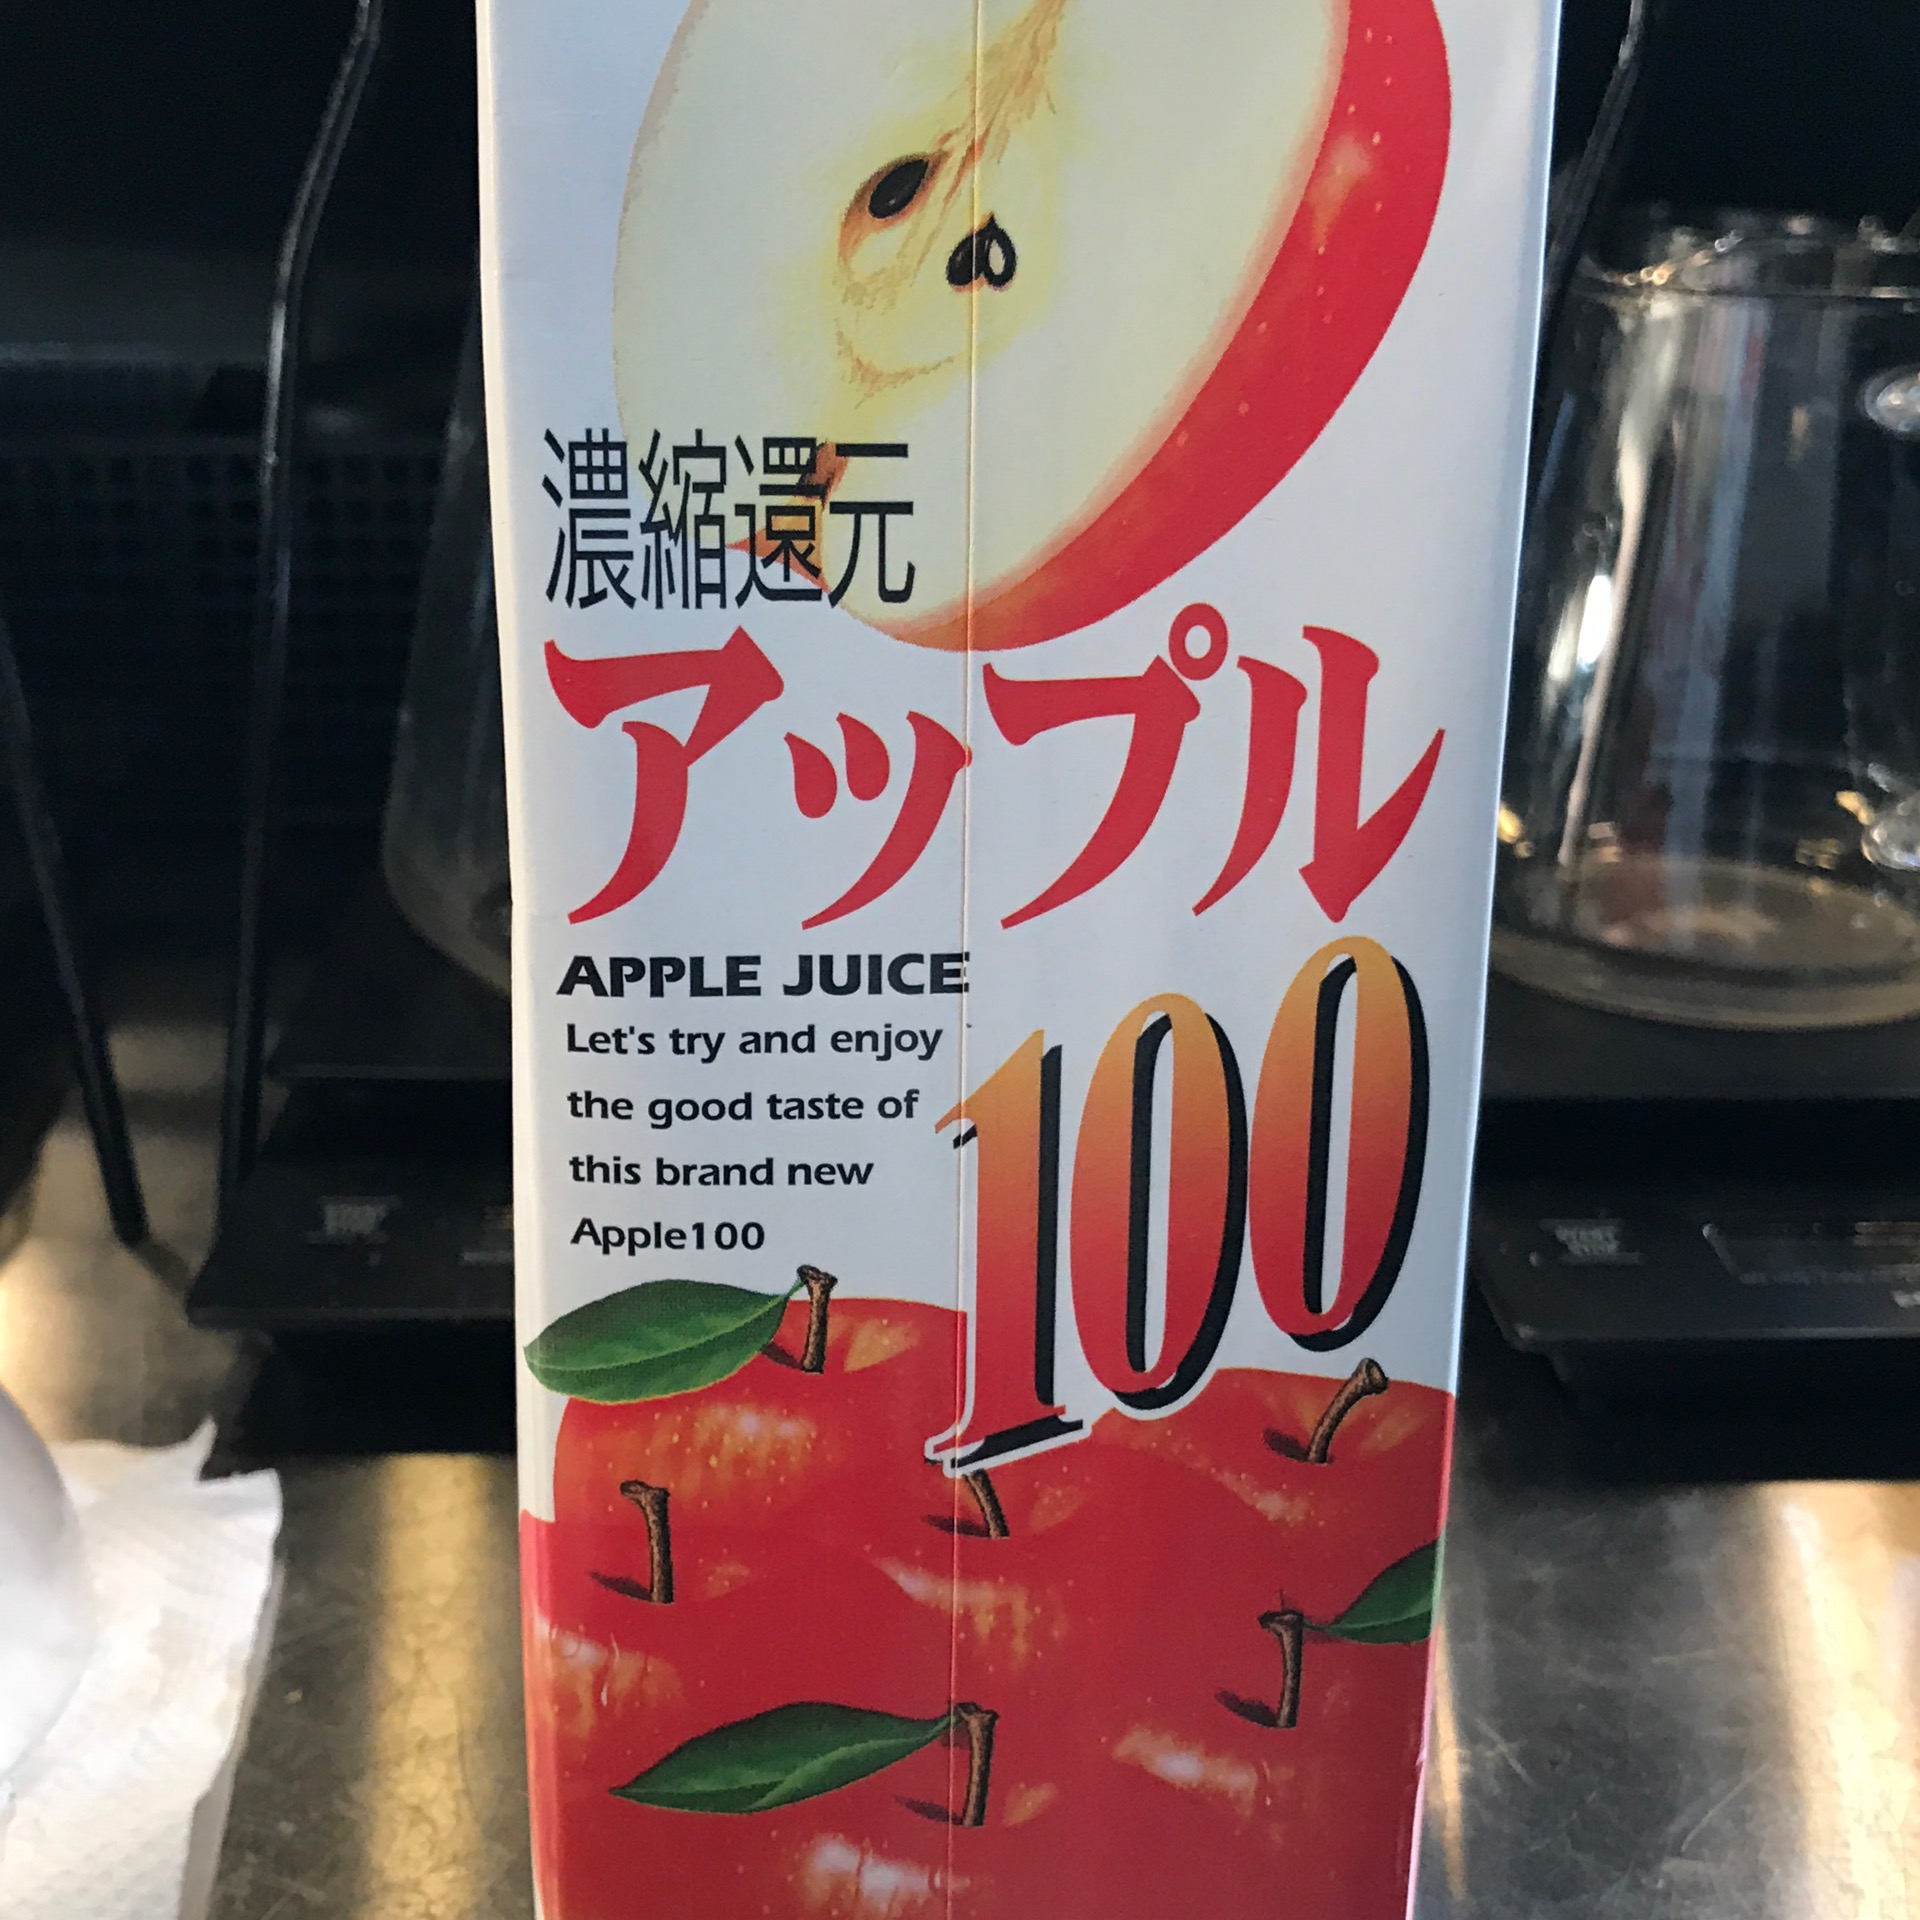 濃縮還元
アップル
100
APPLE JUICE
Let's try and enjoy
the good taste of
this brand new
Apple100